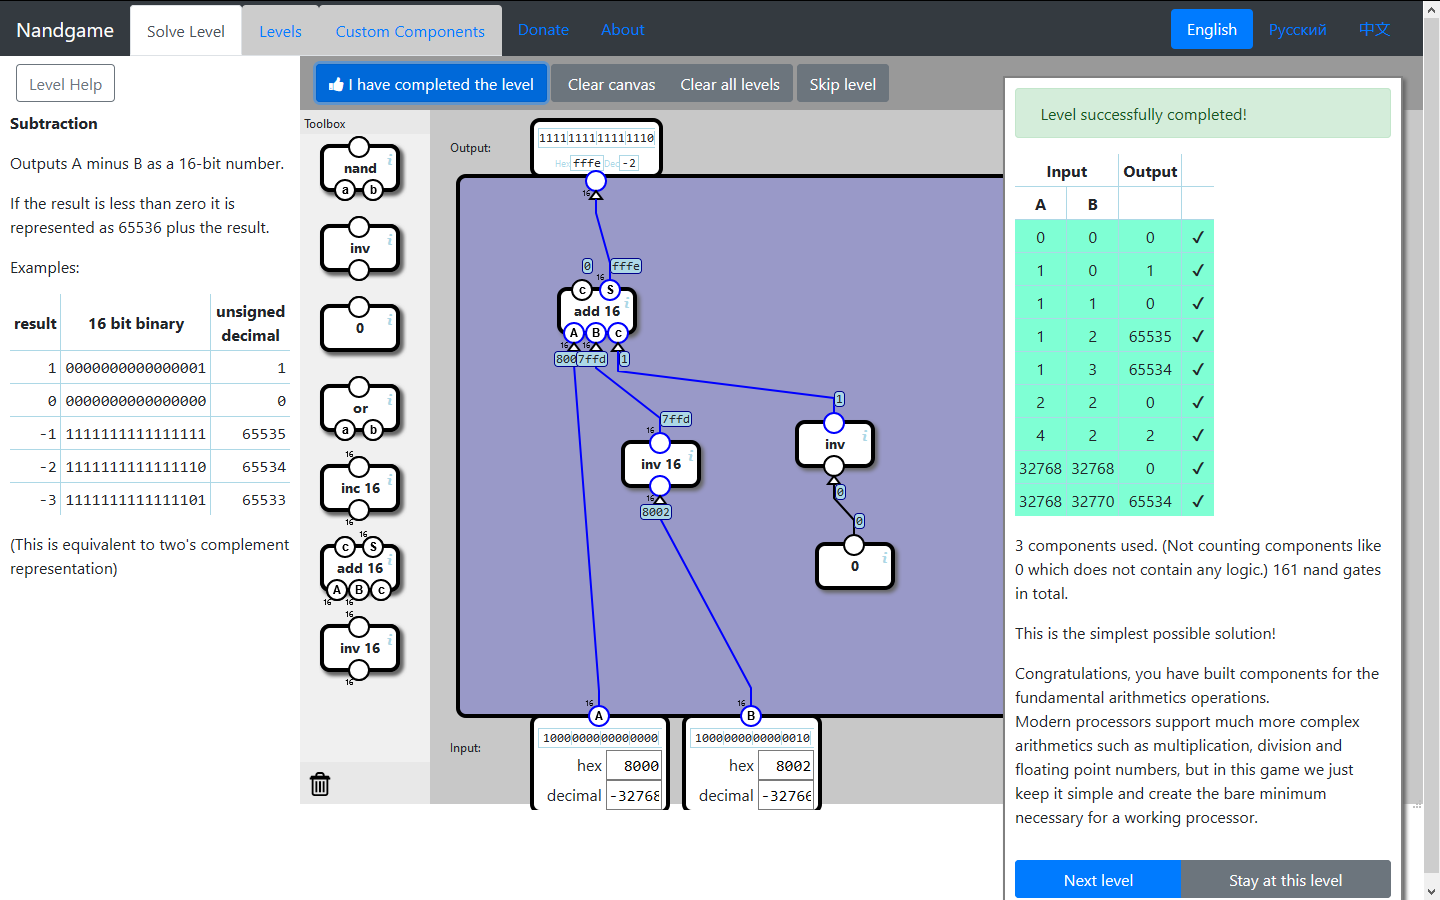 Nandgame Solve Level Levels Custom Components Donate About English Русский 中文
Level Help
Subtraction
Outputs A minus B as a 16-bit number.
If the result is less than zero it is
represented as 65536 plus the result.
Examples:
result 16 bit binary unsigned decimal
1 0000000000000001 1
0 0000000000000000 0
-1 1111111111111111 65535
-2 1111111111111110 65534
-3 1111111111111101 65533
(This is equivalent to two's complement
representation)
I have completed the level Clear canvas Clear all levels Skip level
Toolbox
nand
a b
inv
0
or
a b
16
inc 16
16
16
c S
add 16
A B c
16 16
16
inv 16
16
Output:
1111111111111110
Hex fffe Dec -2
16
0 fffe
16
c S
add 16
A B c
16 16
800 7ffd 1
7ffd
16
inv 16
16
8002
1
inv
0
0
0
16 16
A B
Input:
1000000000000000
hex 8000
decimal -32768
1000000000000010
hex 8002
decimal -3276
Level successfully completed!
Input Output
A B
0 0 0 ✓
1 0 1 ✓
1 1 0 ✓
1 2 65535 ✓
1 3 65534 ✓
2 2 0 ✓
4 2 2 ✓
32768 32768 0 ✓
32768 32770 65534 ✓
3 components used. (Not counting components like
0 which does not contain any logic.) 161 nand gates
in total.
This is the simplest possible solution!
Congratulations, you have built components for the
fundamental arithmetics operations.
Modern processors support much more complex
arithmetics such as multiplication, division and
floating point numbers, but in this game we just
keep it simple and create the bare minimum
necessary for a working processor.
Next level Stay at this level